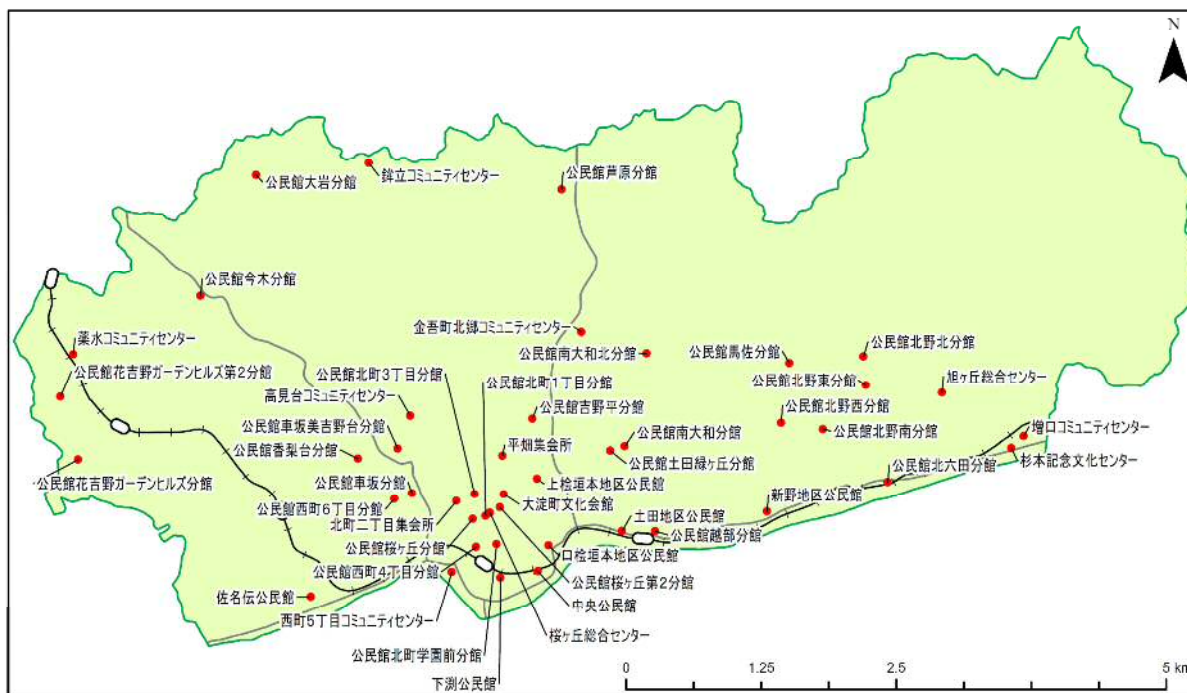 N
公民館大岩分館
鉾立コミュニティセンター
公民館芦原分館
公民館今木分館
薬水コミュニティセンター
公民館花吉野ガーデンヒルズ第2分館
公民館花吉野ガーデンヒルズ分館
金吾町北郷コミュニティセンター
公民館南大和北分館
公民館馬佐分館
公民館北野北分館
公民館北町3丁目分館
公民館北町1丁目分館
公民館北野東分館
旭ヶ丘総合センター
高見台コミュニティセンター
公民館吉野平分館
公民館北野西分館
公民館車坂美吉野台分館
公民館南大和分館
公民館北野南分館
増口コミュニティセンター
公民館香梨台分館
平畑集会所
公民館土田緑ヶ丘分館
杉本記念文化センター
公民館北六田分館
公民館車坂分館
上桧垣本地区公民館
公民館西町6丁目分館
大淀町文化会館
新野地区公民館
北町二丁目集会所
土田地区公民館
公民館越部分館
公民館桜ヶ丘分館
口桧垣本地区公民館
公民館西町4丁目分館
公民館桜ヶ丘第2分館
佐名伝公民館
中央公民館
西町5丁目コミュニティセンター
桜ヶ丘総合センター
公民館北町学園前分館
下渕公民館
0 1.25 2.5 5 km